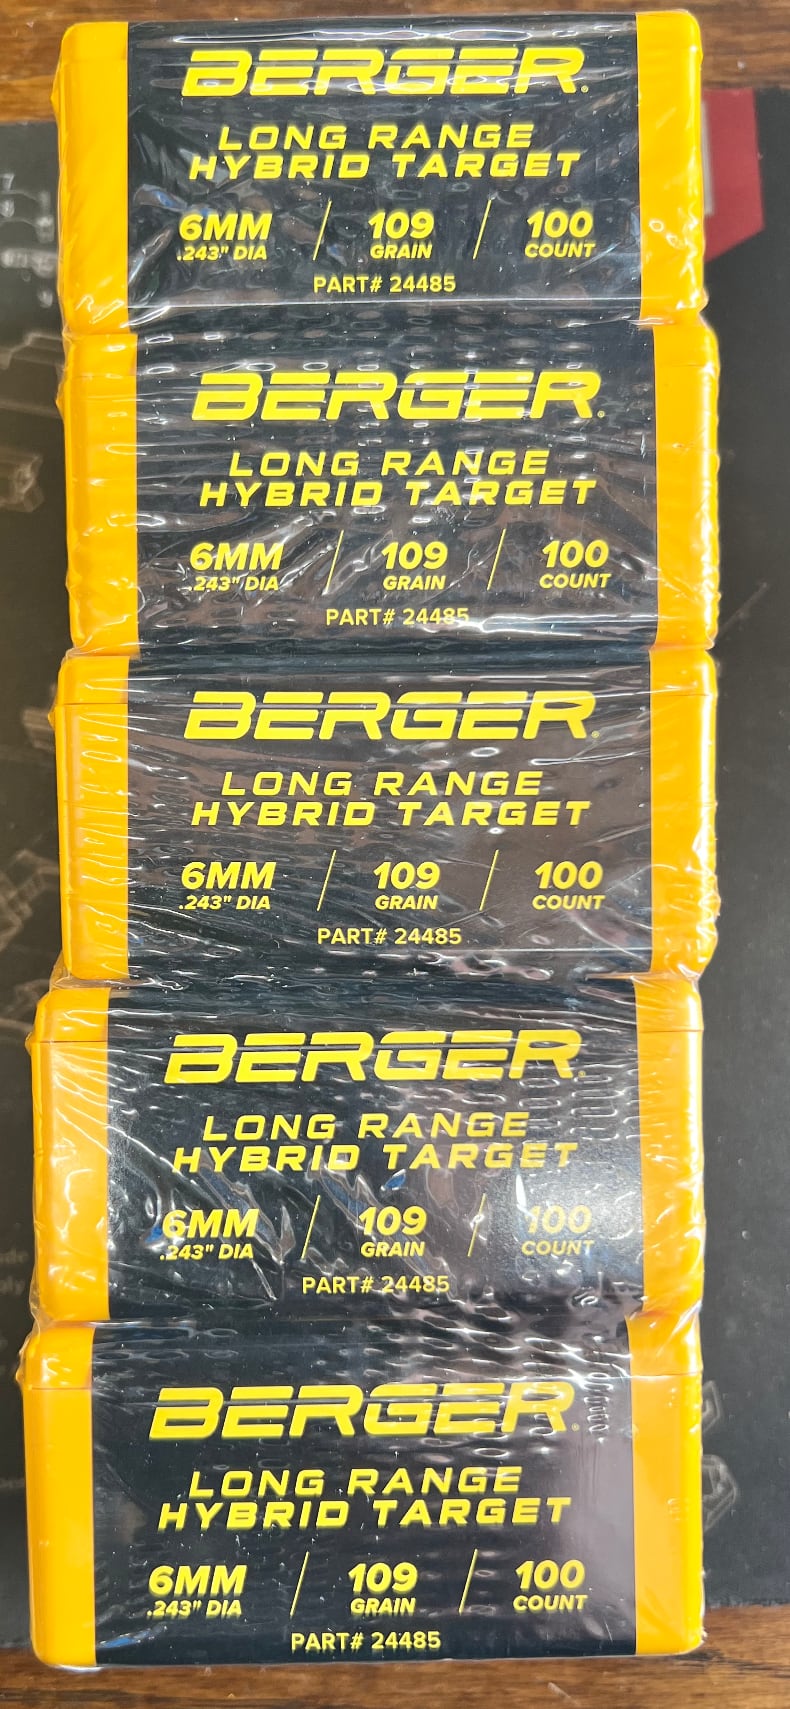 BERGER.
LONG RANGE
HYBRID TARGET
6MM / 109 / 100
.243" DIA GRAIN COUNT
PART# 24485
BERGER.
LONG RANGE
HYBRID TARGET
6MM / 109 / 100
.243" DIA GRAIN COUNT
PART# 24485
BERGER.
LONG RANGE
HYBRID TARGET
6MM / 109 / 100
.243" DIA GRAIN COUNT
PART# 24485
BERGER.
LONG RANGE
HYBRID TARGET
6MM / 109 / 100
.243" DIA GRAIN COUNT
PART# 24485
BERGER.
LONG RANGE
HYBRID TARGET
6MM / 109 / 100
.243" DIA GRAIN COUNT
PART# 24485